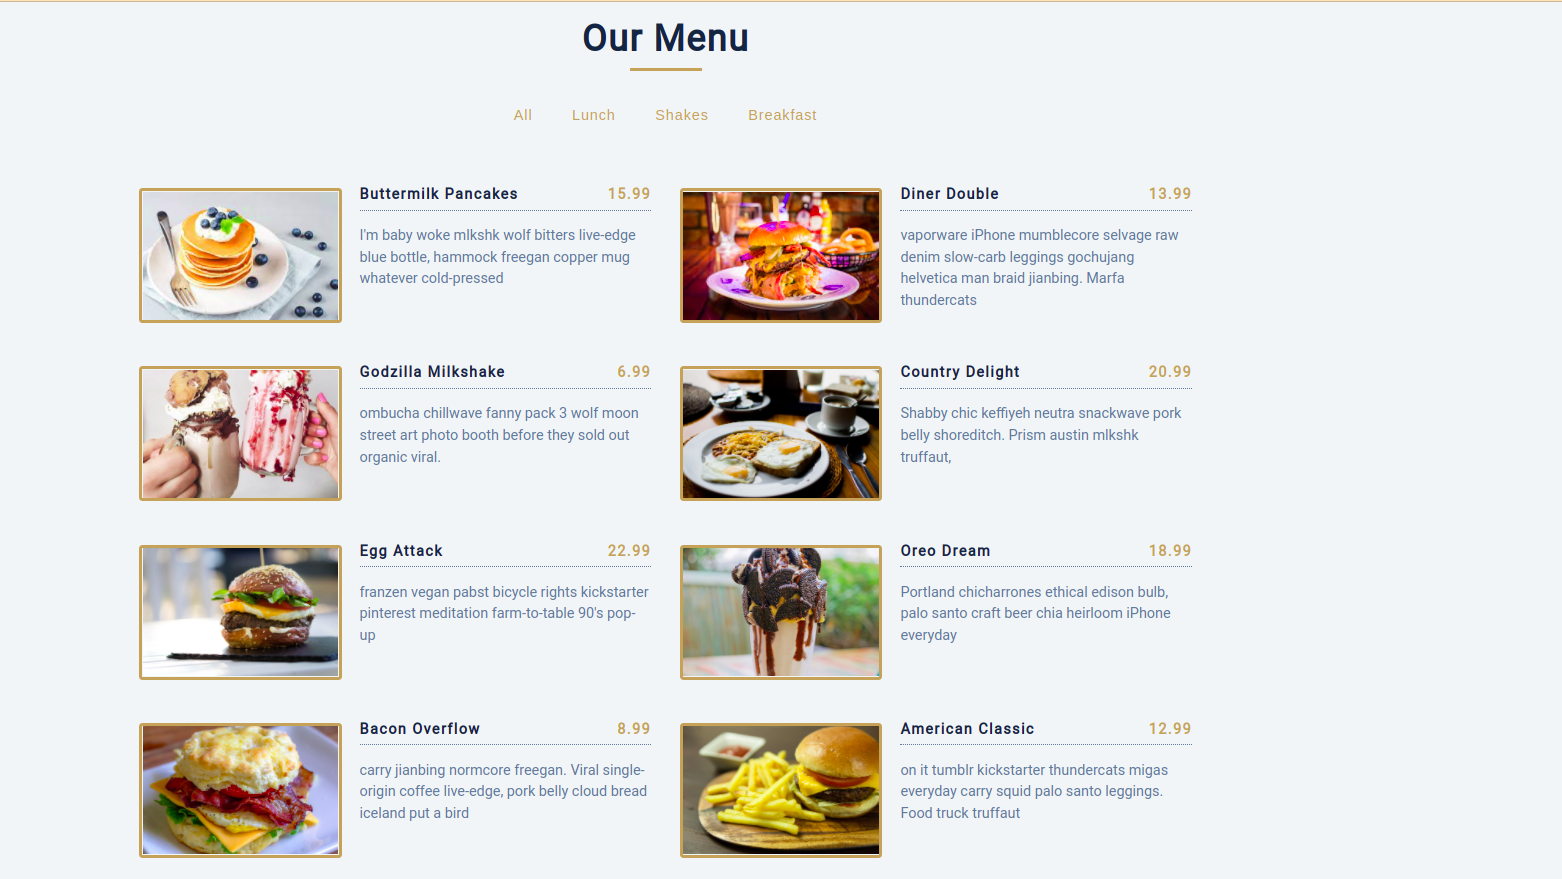 Our Menu
All Lunch Shakes Breakfast
Buttermilk Pancakes 15.99
I'm baby woke mlkshk wolf bitters live-edge
blue bottle, hammock freegan copper mug
whatever cold-pressed
Diner Double 13.99
vaporware iPhone mumblecore selvage raw
denim slow-carb leggings gochujang
helvetica man braid jianbing. Marfa
thundercats
Godzilla Milkshake 6.99
ombucha chillwave fanny pack 3 wolf moon
street art photo booth before they sold out
organic viral.
Country Delight 20.99
Shabby chic keffiyeh neutra snackwave pork
belly shoreditch. Prism austin mlkshk
truffaut,
Egg Attack 22.99
franzen vegan pabst bicycle rights kickstarter
pinterest meditation farm-to-table 90's pop-
up
Oreo Dream 18.99
Portland chicharrones ethical edison bulb,
palo santo craft beer chia heirloom iPhone
everyday
Bacon Overflow 8.99
carry jianbing normcore freegan. Viral single-
origin coffee live-edge, pork belly cloud bread
iceland put a bird
American Classic 12.99
on it tumblr kickstarter thundercats migas
everyday carry squid palo santo leggings.
Food truck truffaut